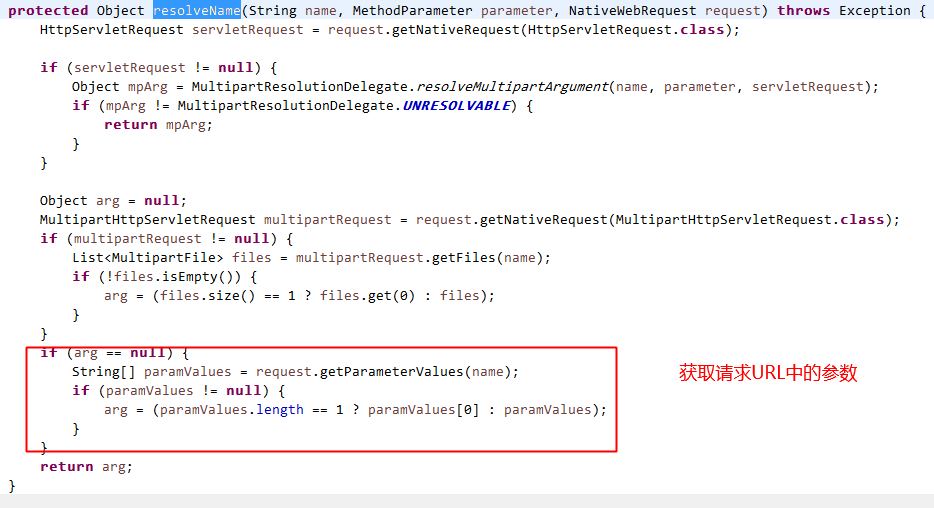 protected Object resolveName(String name, MethodParameter parameter, NativeWebRequest request) throws Exception {
    HttpServletRequest servletRequest = request.getNativeRequest(HttpServletRequest.class);
    if (servletRequest != null) {
        Object mpArg = MultipartResolutionDelegate.resolveMultipartArgument(name, parameter, servletRequest);
        if (mpArg != MultipartResolutionDelegate.UNRESOLVABLE) {
            return mpArg;
        }
    }
    Object arg = null;
    MultipartHttpServletRequest multipartRequest = request.getNativeRequest(MultipartHttpServletRequest.class);
    if (multipartRequest != null) {
        List<MultipartFile> files = multipartRequest.getFiles(name);
        if (!files.isEmpty()) {
            arg = (files.size() == 1 ? files.get(0) : files);
        }
    }
    if (arg == null) {
        String[] paramValues = request.getParameterValues(name);
        if (paramValues != null) {
            arg = (paramValues.length == 1 ? paramValues[0] : paramValues);
        }
    }
    return arg;
}
获取请求URL中的参数